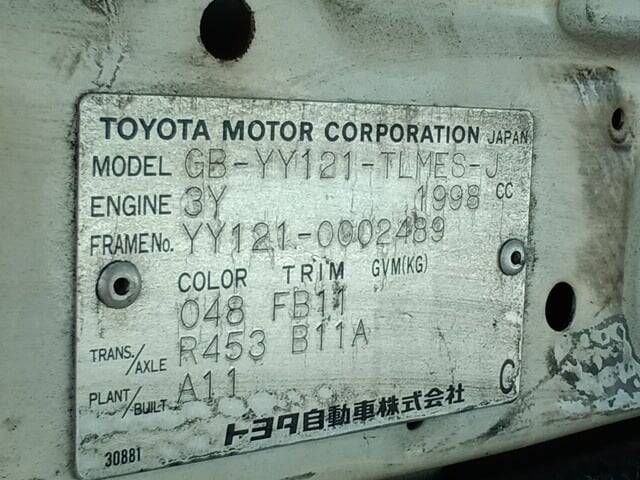 TOYOTA MOTOR CORPORATION JAPAN
MODEL GB-YY121-TLMES-J
ENGINE 3Y 1998 CC
FRAME No. YY121-0002489
COLOR TRIM GVM(KG)
048 FB11
TRANS./AXLE R453 B11A
PLANT/BUILT A11 C
トヨタ自動車株式会社
30881